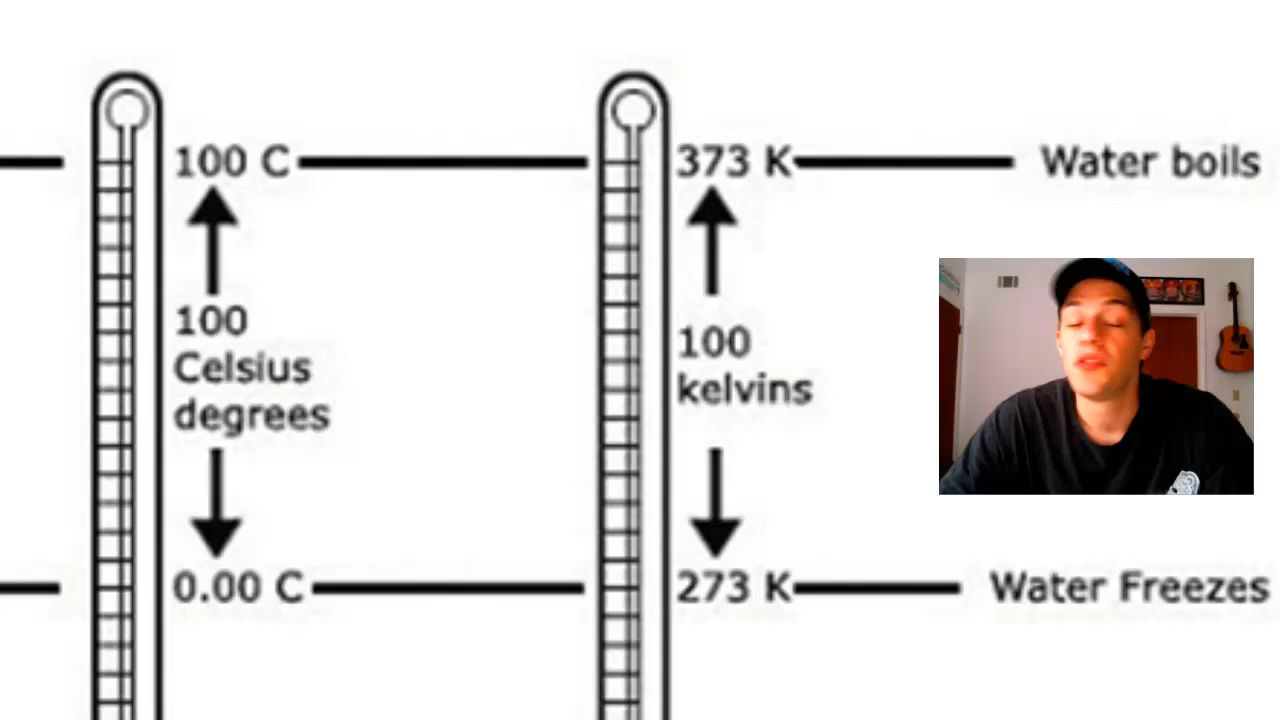 100 C
373 K
Water boils
100
Celsius
degrees
100
kelvins
0.00 C
273 K
Water Freezes